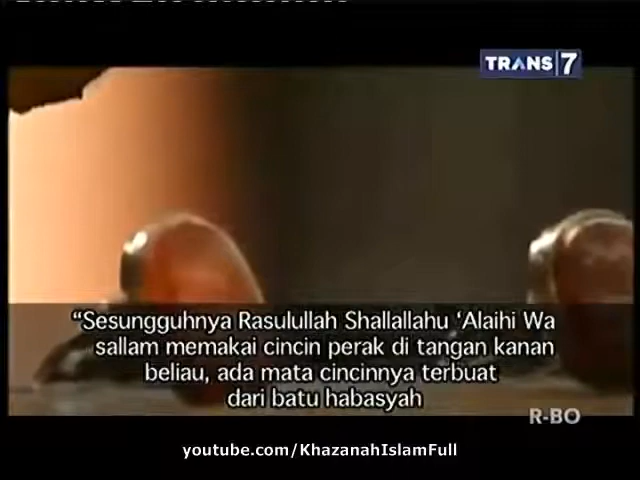 TRANS 7
“Sesungguhnya Rasulullah Shallallahu ‘Alaihi Wa
sallam memakai cincin perak di tangan kanan
beliau, ada mata cincinnya terbuat
dari batu habasyah
R-BO
youtube.com/KhazanahIslamFull